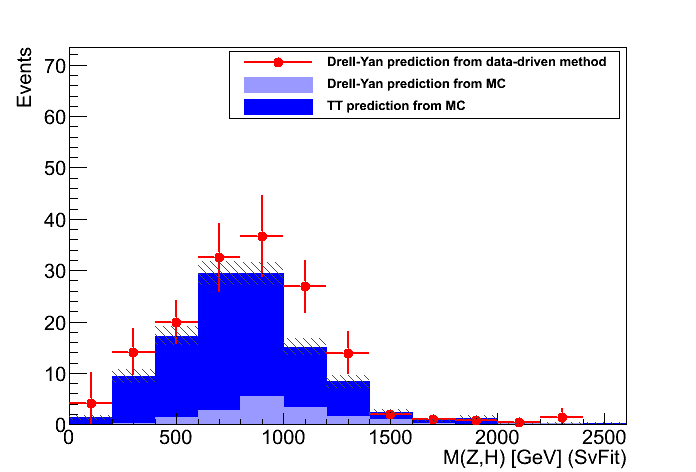 Events
70
60
50
40
30
20
10
0
Drell-Yan prediction from data-driven method
Drell-Yan prediction from MC
TT prediction from MC
0 500 1000 1500 2000 2500
M(Z,H) [GeV] (SvFit)